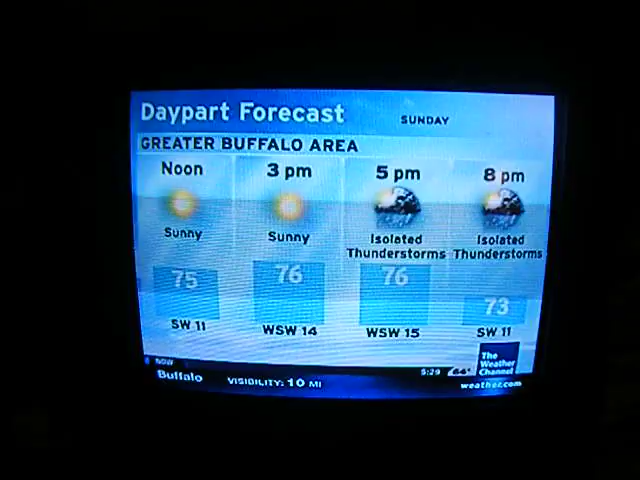 Daypart Forecast
SUNDAY
GREATER BUFFALO AREA
Noon 3 pm 5 pm 8 pm
Sunny Sunny Isolated Thunderstorms Isolated Thunderstorms
75 76 76 73
SW 11 WSW 14 WSW 15 SW 11
The Weather Channel
NOW
5:29 64°
Buffalo VISIBILITY: 10 MI weather.com